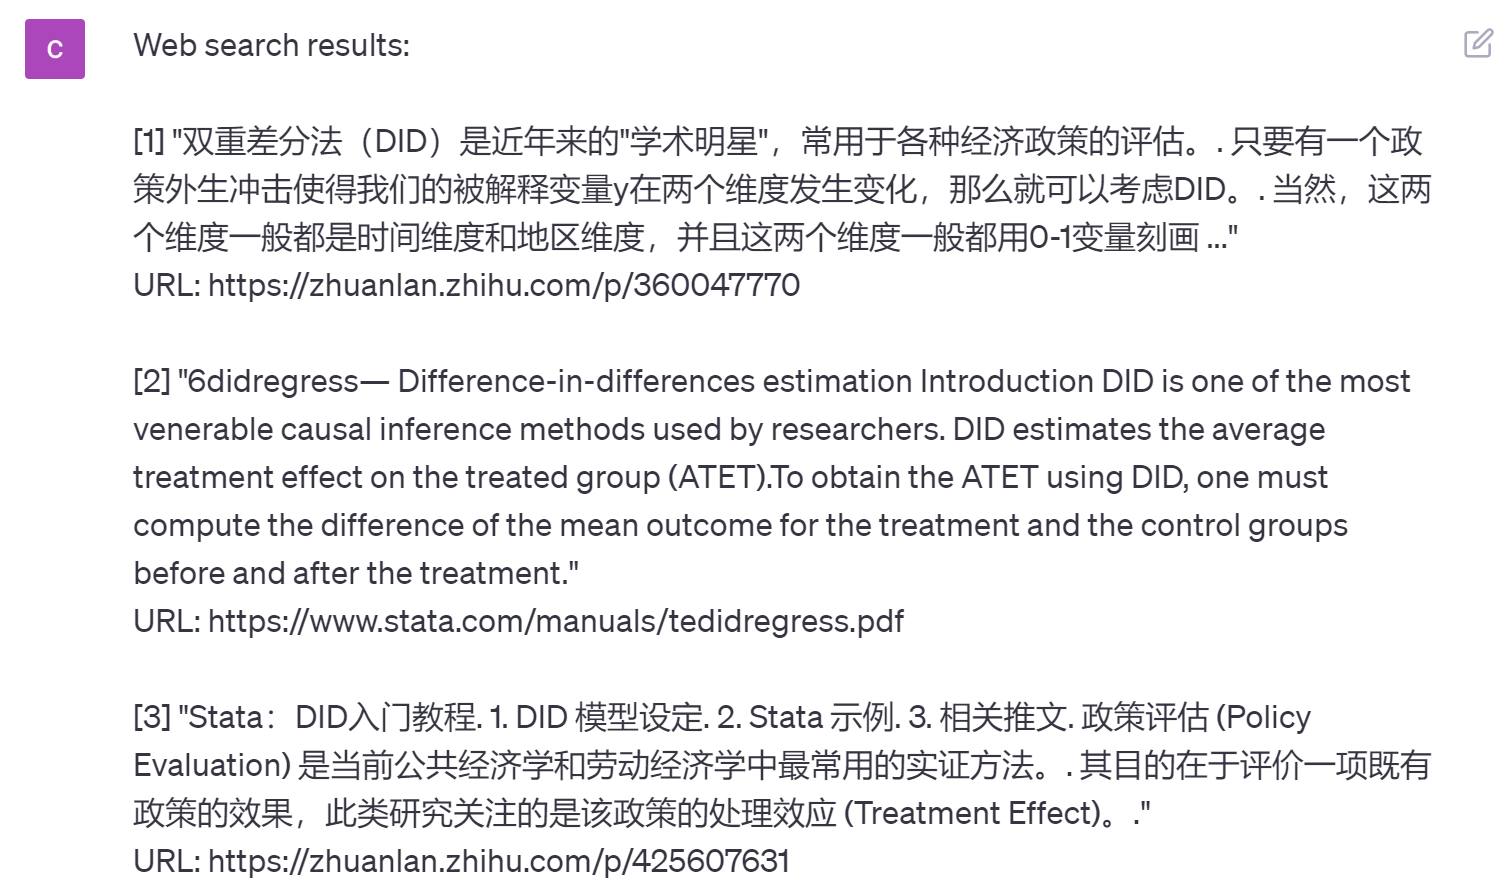 C
Web search results:
[1] "双重差分法（DID）是近年来的"学术明星"，常用于各种经济政策的评估。. 只要有一个政
策外生冲击使得我们的被解释变量y在两个维度发生变化，那么就可以考虑DID。. 当然，这两
个维度一般都是时间维度和地区维度，并且这两个维度一般都用0-1变量刻画 ..."
URL: https://zhuanlan.zhihu.com/p/360047770
[2] "6didregress— Difference-in-differences estimation Introduction DID is one of the most
venerable causal inference methods used by researchers. DID estimates the average
treatment effect on the treated group (ATET).To obtain the ATET using DID, one must
compute the difference of the mean outcome for the treatment and the control groups
before and after the treatment."
URL: https://www.stata.com/manuals/tedidregress.pdf
[3] "Stata：DID入门教程. 1. DID 模型设定. 2. Stata 示例. 3. 相关推文. 政策评估 (Policy
Evaluation) 是当前公共经济学和劳动经济学中最常用的实证方法。. 其目的在于评价一项既有
政策的效果，此类研究关注的是该政策的处理效应 (Treatment Effect)。."
URL: https://zhuanlan.zhihu.com/p/425607631